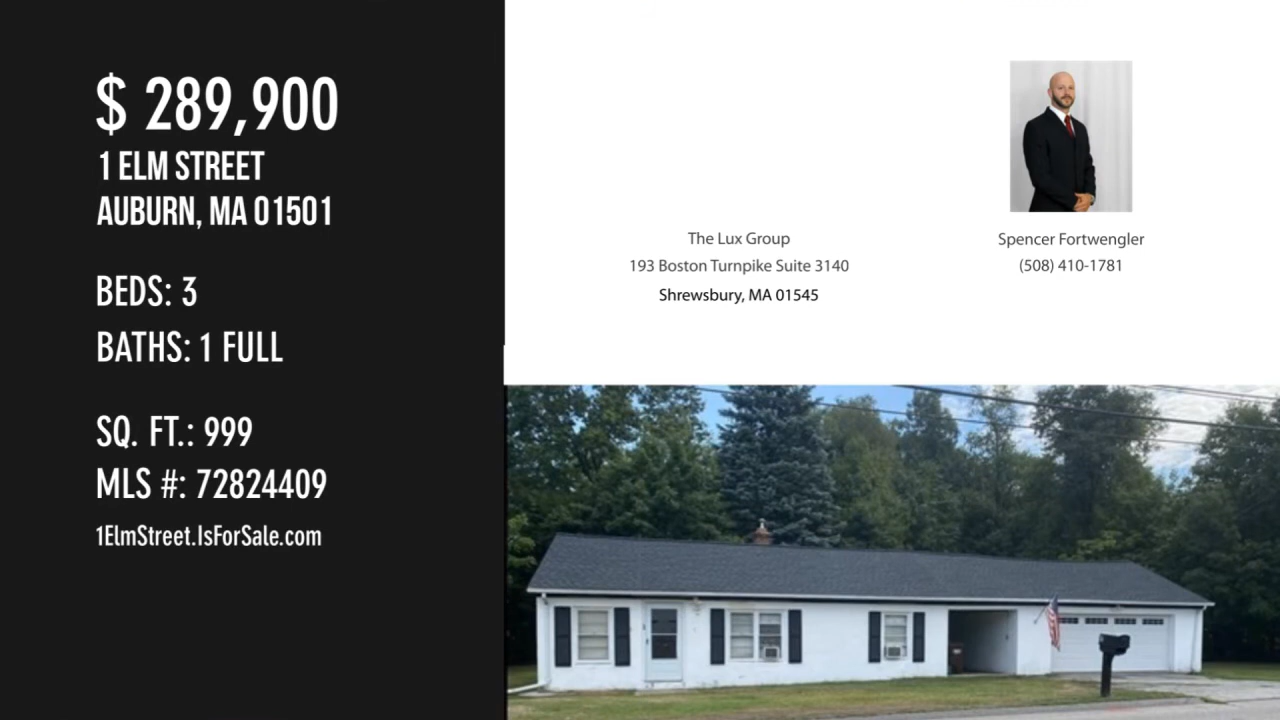 $ 289,900
1 ELM STREET
AUBURN, MA 01501
BEDS: 3
BATHS: 1 FULL
SQ. FT.: 999
MLS #: 72824409
1ElmStreet.IsForSale.com
The Lux Group
193 Boston Turnpike Suite 3140
Shrewsbury, MA 01545
Spencer Fortwengler
(508) 410-1781